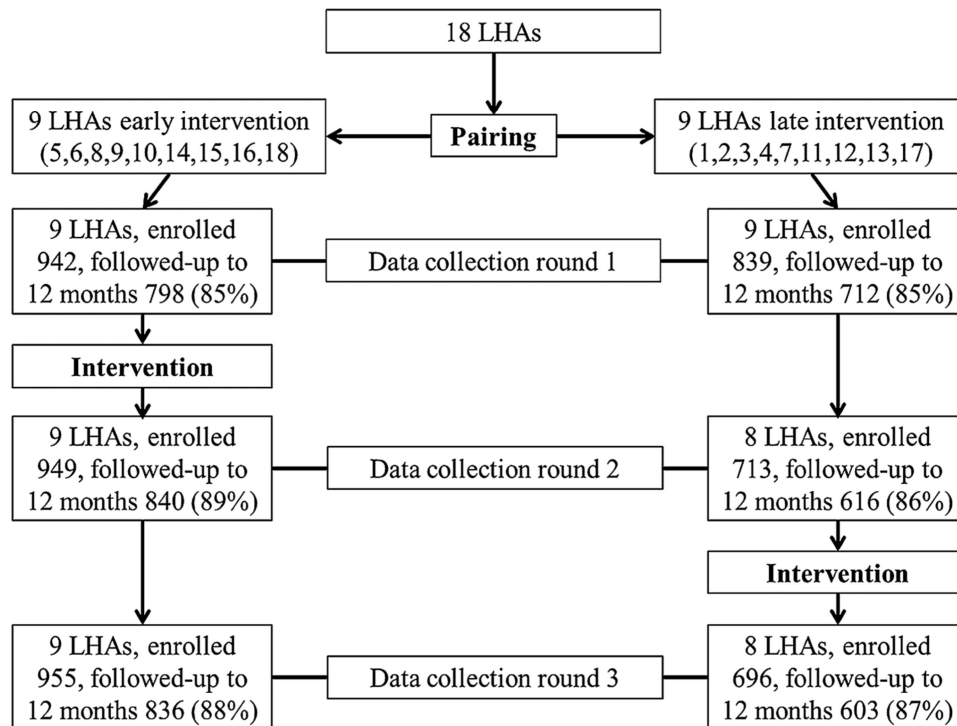 18 LHAs
9 LHAs early intervention
(5,6,8,9,10,14,15,16,18)
Pairing
9 LHAs late intervention
(1,2,3,4,7,11,12,13,17)
9 LHAs, enrolled
942, followed-up to
12 months 798 (85%)
Data collection round 1
9 LHAs, enrolled
839, followed-up to
12 months 712 (85%)
Intervention
9 LHAs, enrolled
949, followed-up to
12 months 840 (89%)
Data collection round 2
8 LHAs, enrolled
713, followed-up to
12 months 616 (86%)
Intervention
9 LHAs, enrolled
955, followed-up to
12 months 836 (88%)
Data collection round 3
8 LHAs, enrolled
696, followed-up to
12 months 603 (87%)